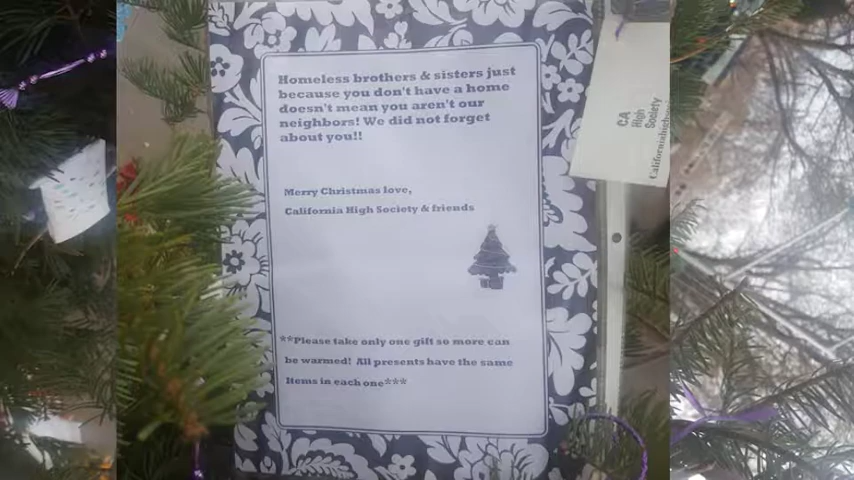 Homeless brothers & sisters just
because you don't have a home
doesn't mean you aren't our
neighbors! We did not forget
about you!!
Merry Christmas love,
California High Society & friends
**Please take only one gift so more can
be warmed! All presents have the same
Items in each one***
CA
High
Society